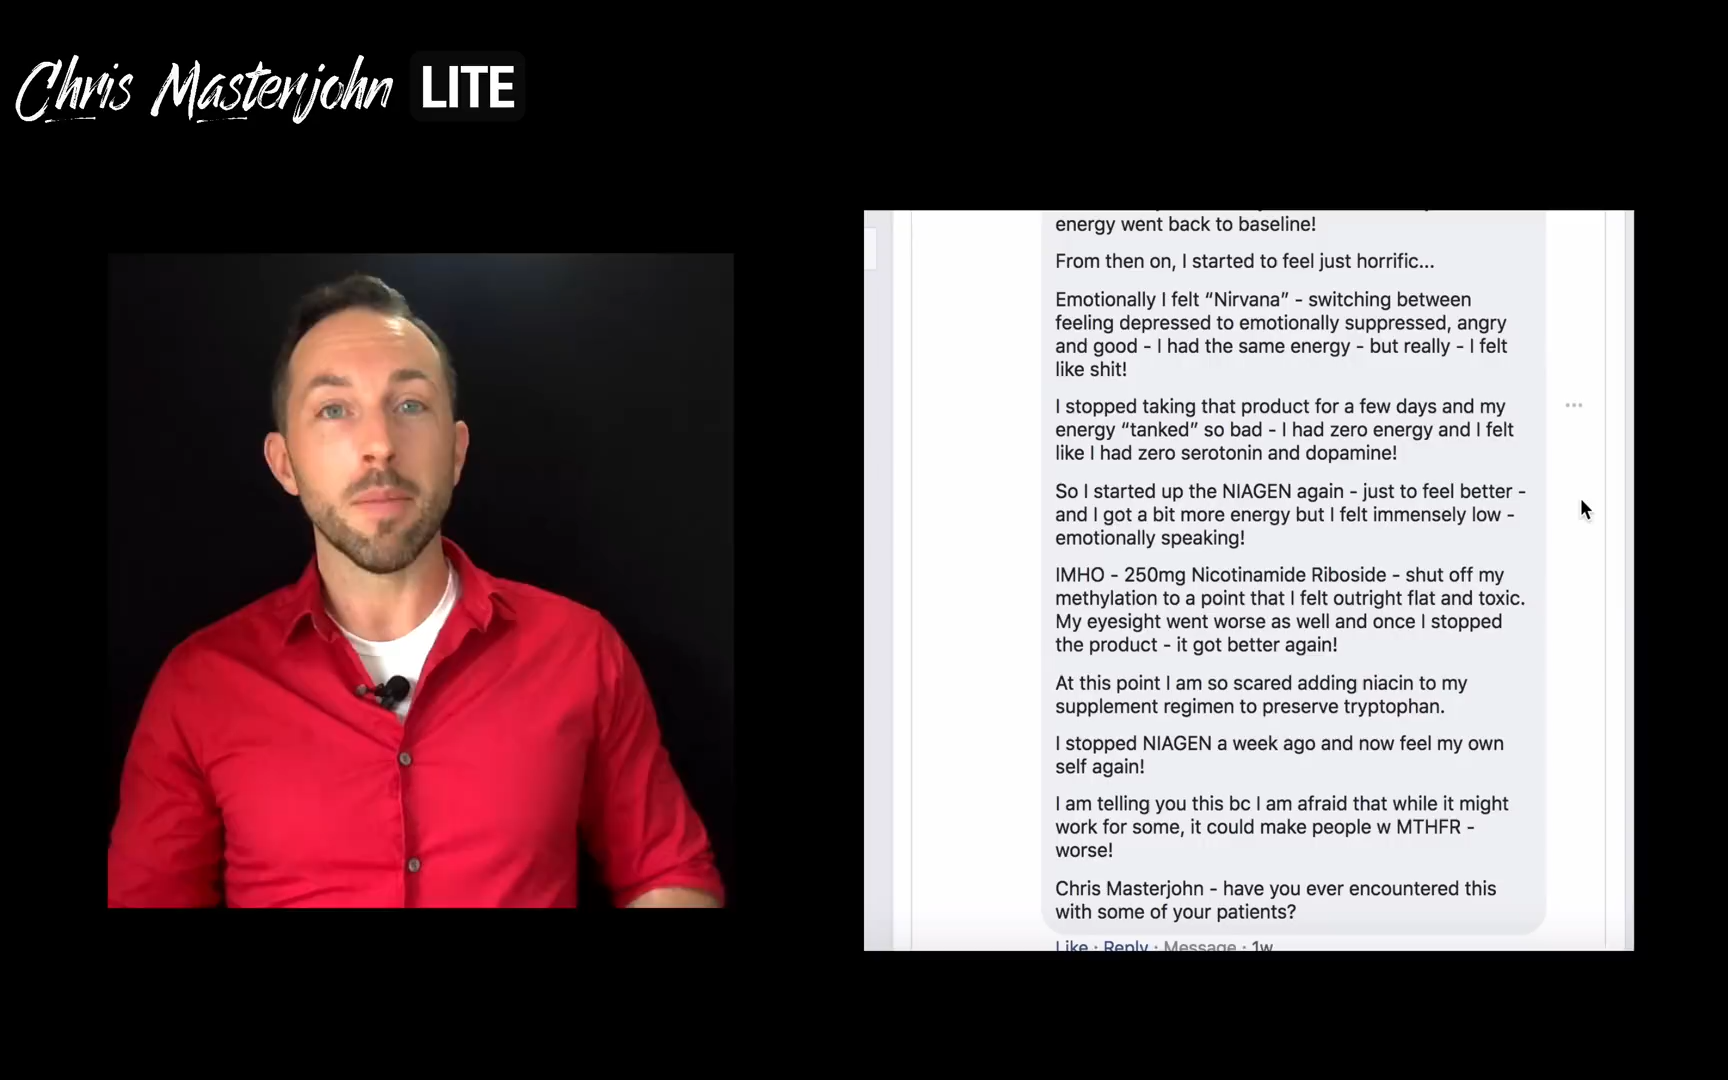 Chris Masterjohn LITE
energy went back to baseline!
From then on, I started to feel just horrific...
Emotionally I felt “Nirvana” - switching between
feeling depressed to emotionally suppressed, angry
and good - I had the same energy - but really - I felt
like shit!
I stopped taking that product for a few days and my
energy “tanked” so bad - I had zero energy and I felt
like I had zero serotonin and dopamine!
So I started up the NIAGEN again - just to feel better -
and I got a bit more energy but I felt immensely low -
emotionally speaking!
IMHO - 250mg Nicotinamide Riboside - shut off my
methylation to a point that I felt outright flat and toxic.
My eyesight went worse as well and once I stopped
the product - it got better again!
At this point I am so scared adding niacin to my
supplement regimen to preserve tryptophan.
I stopped NIAGEN a week ago and now feel my own
self again!
I am telling you this bc I am afraid that while it might
work for some, it could make people w MTHFR -
worse!
Chris Masterjohn - have you ever encountered this
with some of your patients?
Like · Reply · Message · 1w